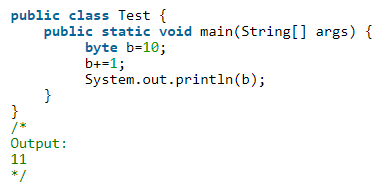 public class Test {
    public static void main(String[] args) {
         byte b=10;
         b+=1;
         System.out.println(b);
    }
}
/*
Output:
11
*/